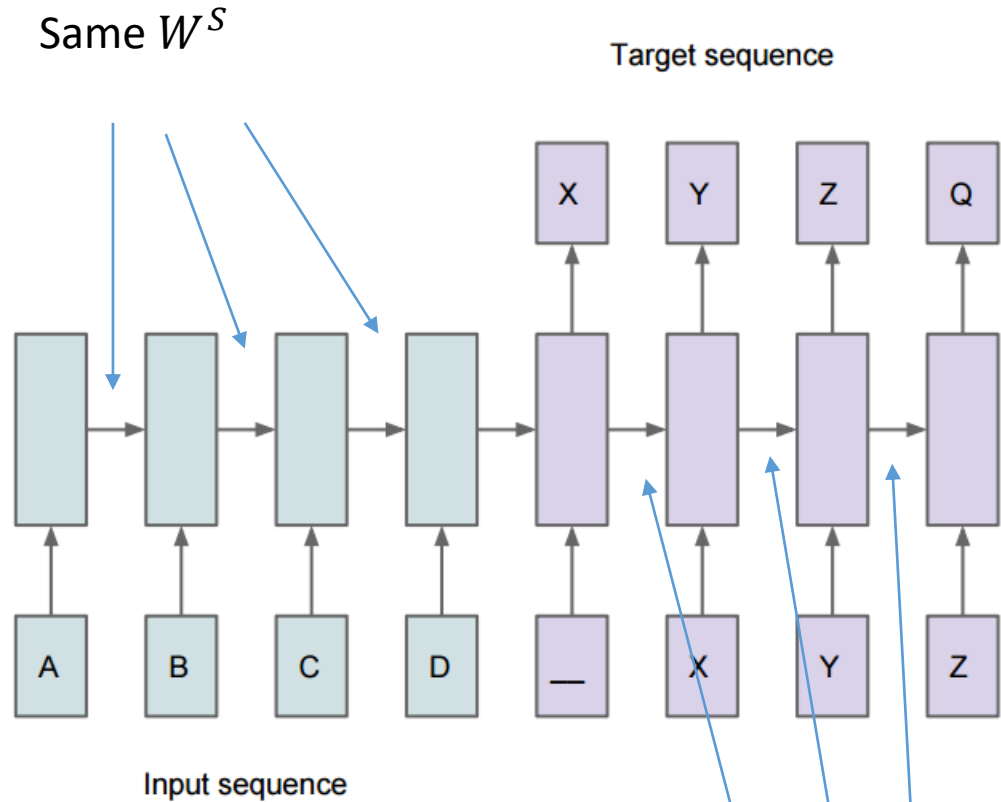 Same W^S
Target sequence
X Y Z Q
A B C D __ X Y Z
Input sequence